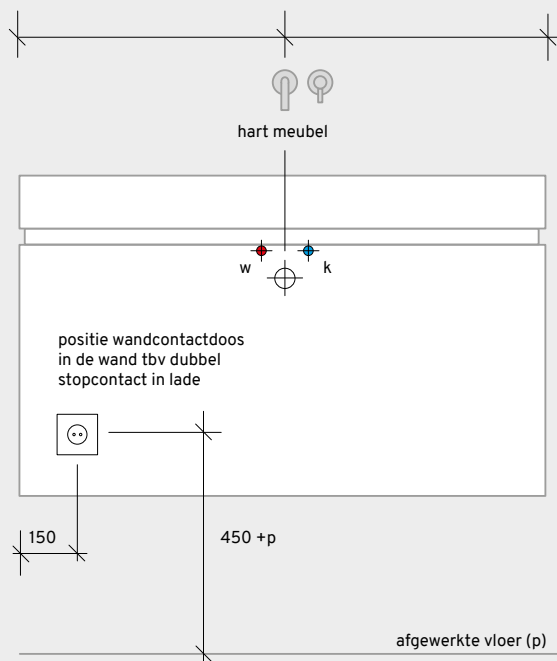 hart meubel
w
k
positie wandcontactdoos
in de wand tbv dubbel
stopcontact in lade
150
450 +p
afgewerkte vloer (p)